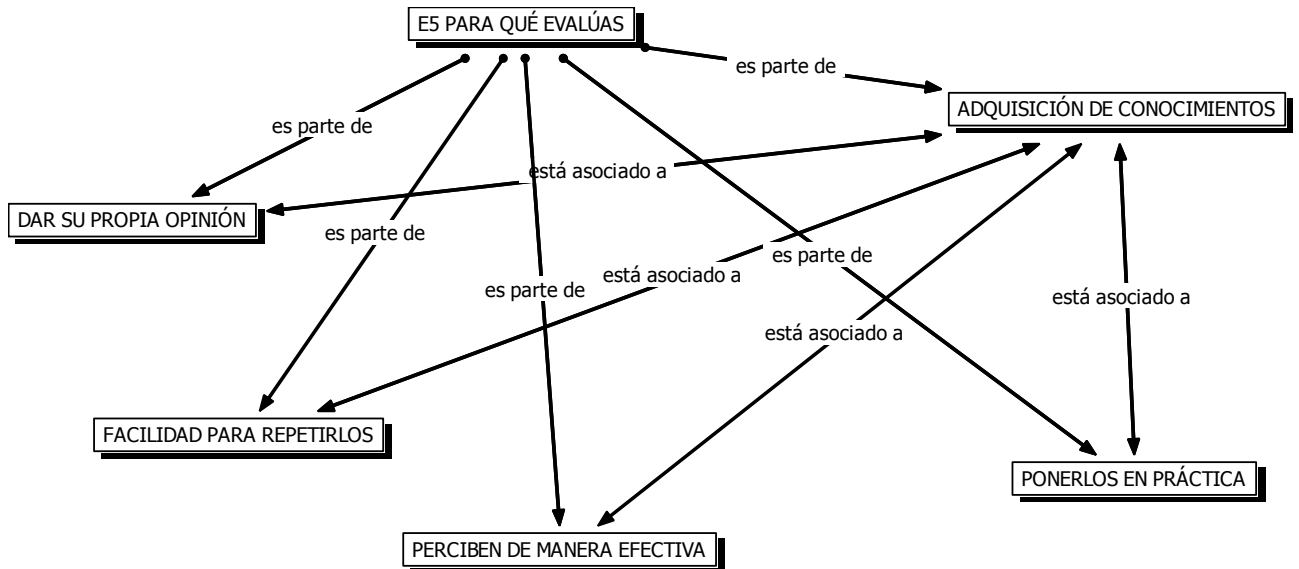 E5 PARA QUÉ EVALÚAS
es parte de
ADQUISICIÓN DE CONOCIMIENTOS
es parte de
está asociado a
DAR SU PROPIA OPINIÓN
es parte de
es parte de
está asociado a
es parte de
está asociado a
está asociado a
FACILIDAD PARA REPETIRLOS
PONERLOS EN PRÁCTICA
PERCIBEN DE MANERA EFECTIVA